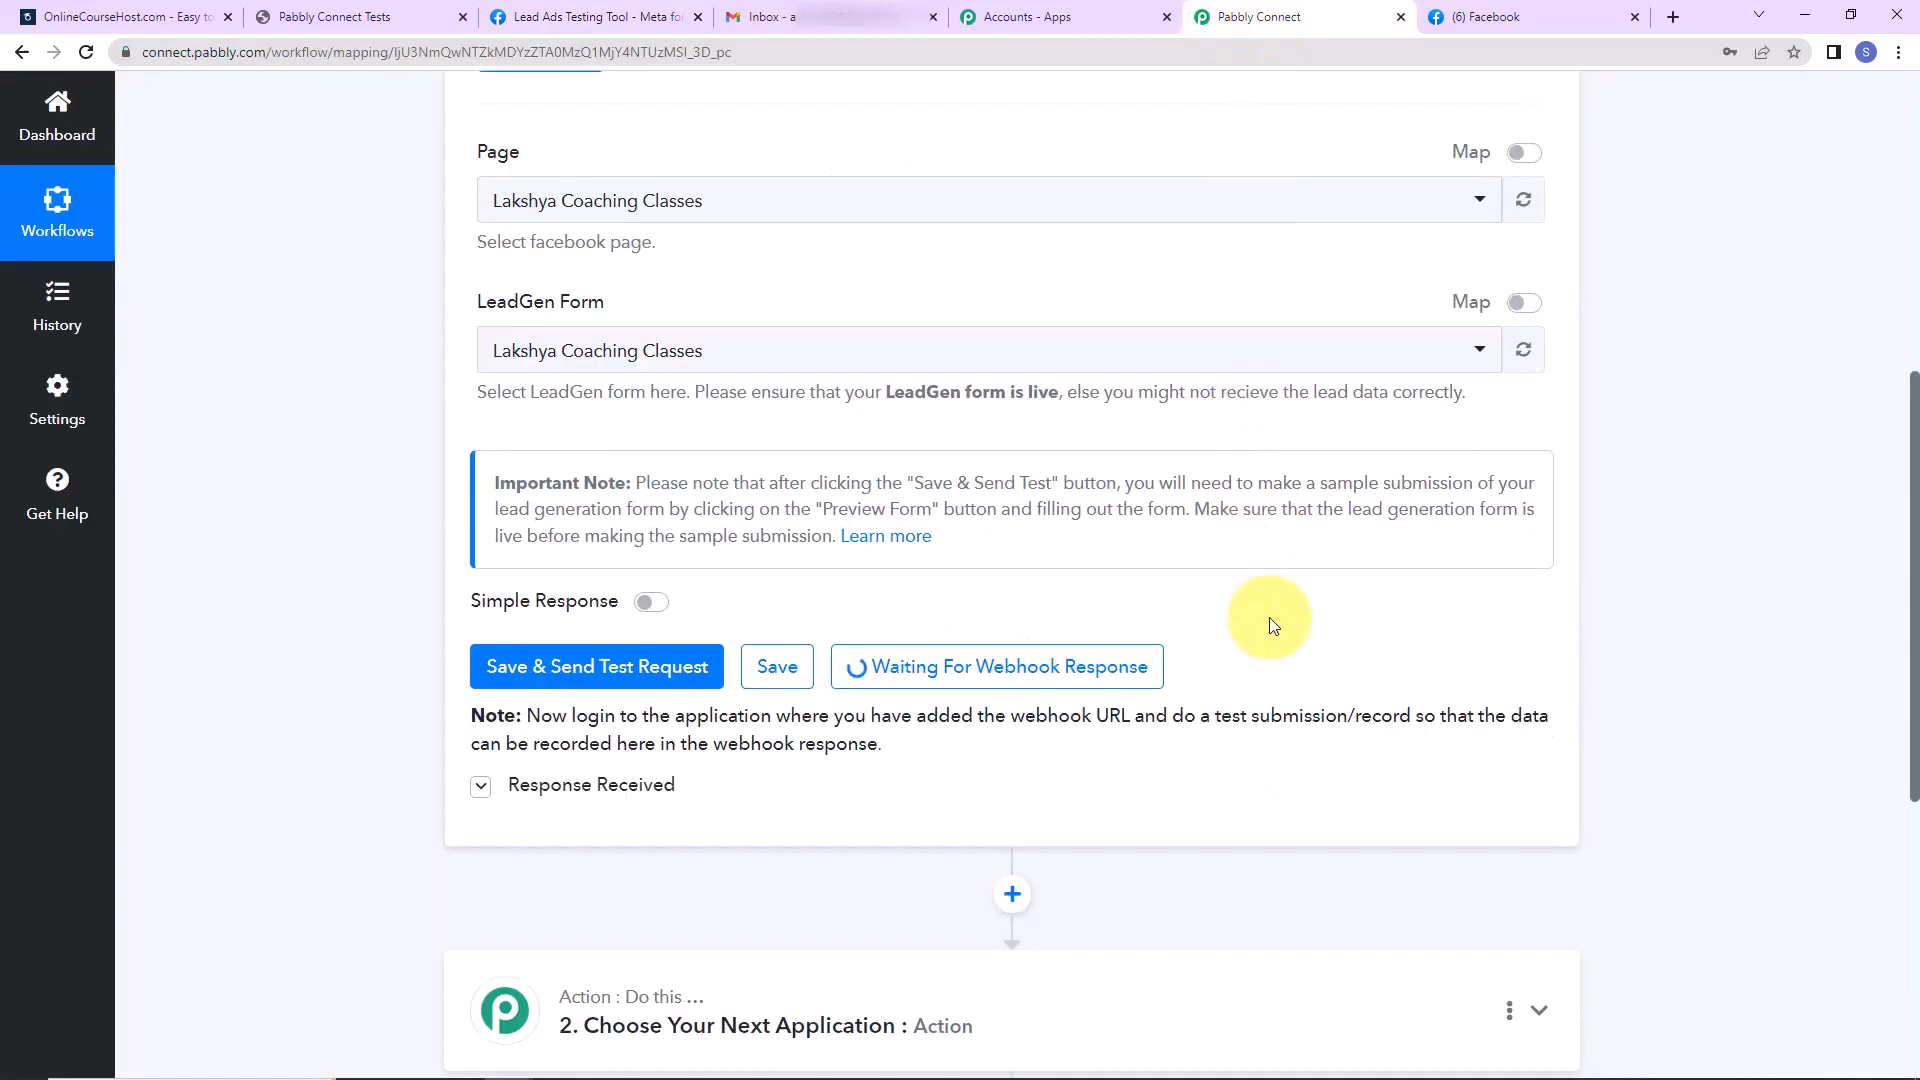 OnlineCourseHost.com - Easy to
Pabbly Connect Tests
Lead Ads Testing Tool - Meta fo
Inbox - a
Accounts - Apps
Pabbly Connect
(6) Facebook
connect.pabbly.com/workflow/mapping/IjU3NmQwNTZkMDYzZTA0MzQ1MjY4NTUzMSI_3D_pc
S
Dashboard
Workflows
History
Settings
Get Help
Page
Map
Lakshya Coaching Classes
Select facebook page.
LeadGen Form
Map
Lakshya Coaching Classes
Select LeadGen form here. Please ensure that your LeadGen form is live, else you might not recieve the lead data correctly.
Important Note: Please note that after clicking the "Save & Send Test" button, you will need to make a sample submission of your
lead generation form by clicking on the "Preview Form" button and filling out the form. Make sure that the lead generation form is
live before making the sample submission. Learn more
Simple Response
Save & Send Test Request
Save
Waiting For Webhook Response
Note: Now login to the application where you have added the webhook URL and do a test submission/record so that the data
can be recorded here in the webhook response.
Response Received
Action : Do this ...
2. Choose Your Next Application : Action